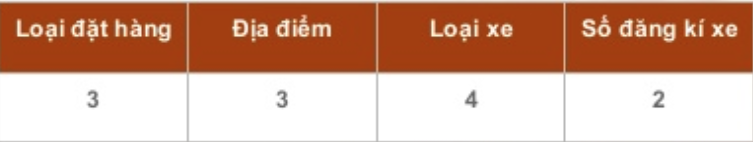 Loại đặt hàng Địa điểm Loại xe Số đăng kí xe
3 3 4 2